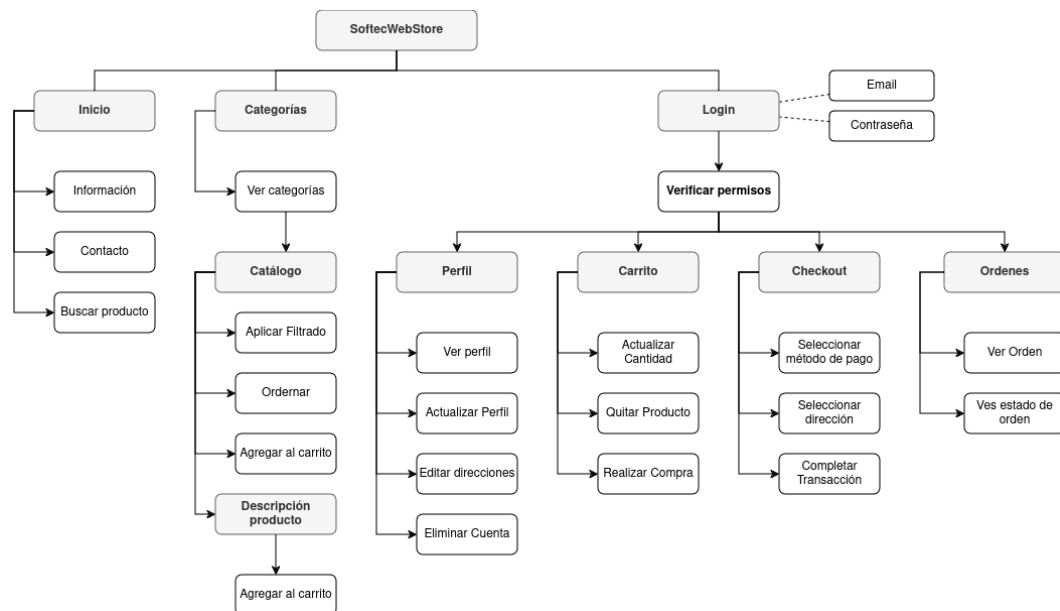 SoftecWebStore
Inicio
Categorías
Login
Email
Contraseña
Información
Ver categorías
Verificar permisos
Contacto
Catálogo
Perfil
Carrito
Checkout
Ordenes
Buscar producto
Aplicar Filtrado
Ver perfil
Actualizar
Cantidad
Seleccionar
método de pago
Ver Orden
Ordernar
Actualizar Perfil
Quitar Producto
Seleccionar
dirección
Ves estado de
orden
Agregar al carrito
Editar direcciones
Realizar Compra
Completar
Transacción
Descripción
producto
Eliminar Cuenta
Agregar al carrito